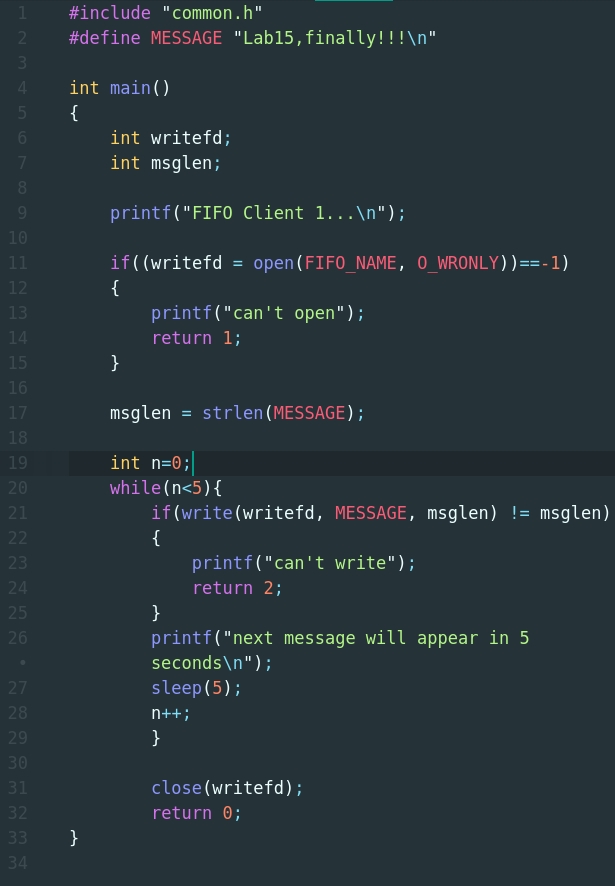 1 #include "common.h"
2 #define MESSAGE "Lab15,finally!!!\n"
3
4 int main()
5 {
6     int writefd;
7     int msglen;
8
9     printf("FIFO Client 1...\n");
10
11     if((writefd = open(FIFO_NAME, O_WRONLY))==-1)
12     {
13         printf("can't open");
14         return 1;
15     }
16
17     msglen = strlen(MESSAGE);
18
19     int n=0;
20     while(n<5){
21         if(write(writefd, MESSAGE, msglen) != msglen)
22         {
23             printf("can't write");
24             return 2;
25         }
26         printf("next message will appear in 5
•         seconds\n");
27         sleep(5);
28         n++;
29         }
30
31         close(writefd);
32         return 0;
33 }
34